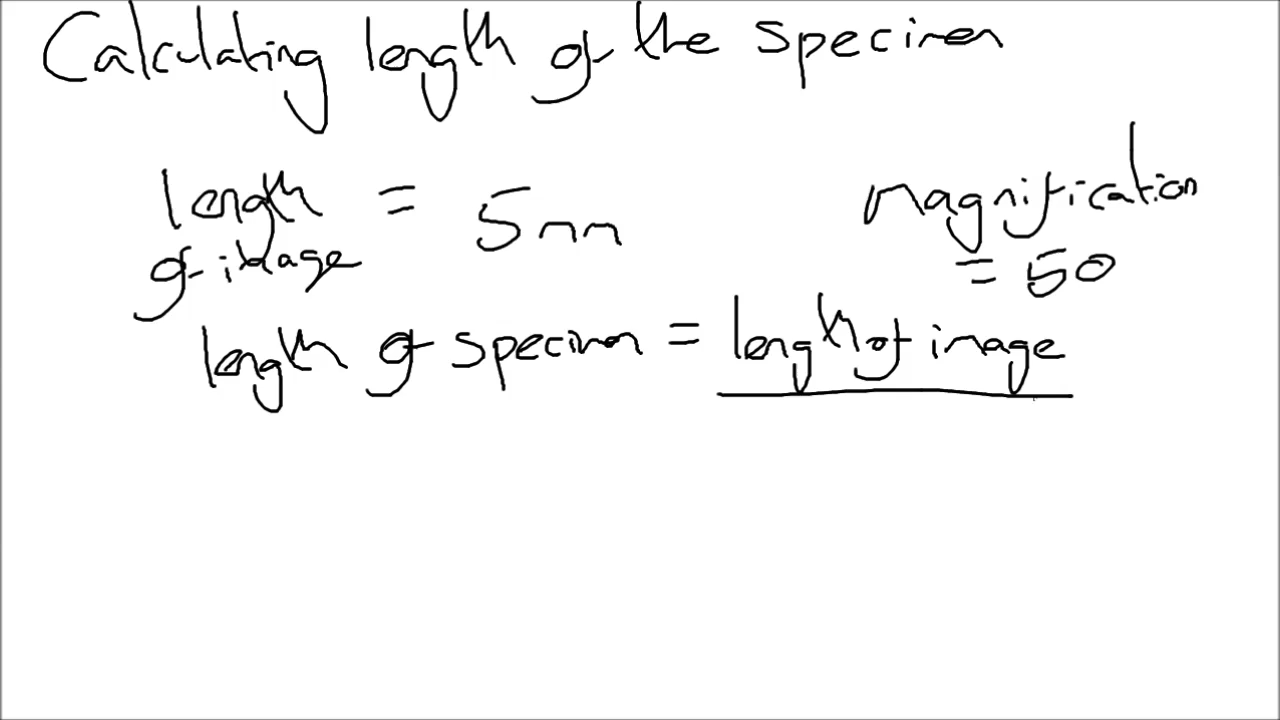 Calculating length of the specimen
length = 5mm
of image
magnification
= 50
length of specimen = length of image